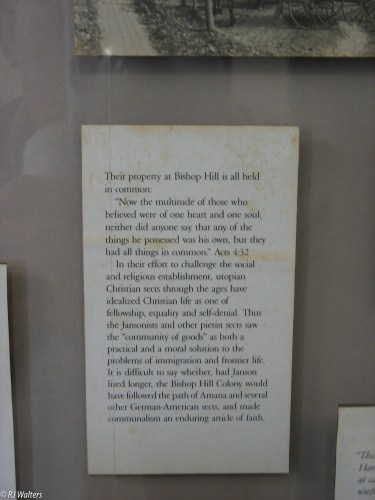 Their property at Bishop Hill is all held
in common:
"Now the multitude of those who
believed were of one heart and one soul;
neither did anyone say that any of the
things he possessed was his own, but they
had all things in common." Acts 4:32
In their effort to challenge the social
and religious establishment, utopian
Christian sects through the ages have
idealized Christian life as one of
fellowship, equality and self-denial. Thus
the Jansonists and other pietist sects saw
the "community of goods" as both a
practical and a moral solution to the
problems of immigration and frontier life.
It is difficult to say whether, had Janson
lived longer, the Bishop Hill Colony would
have followed the path of Amana and several
other German-American sects, and made
communalism an enduring article of faith.
"The
Har
© RJ Walters